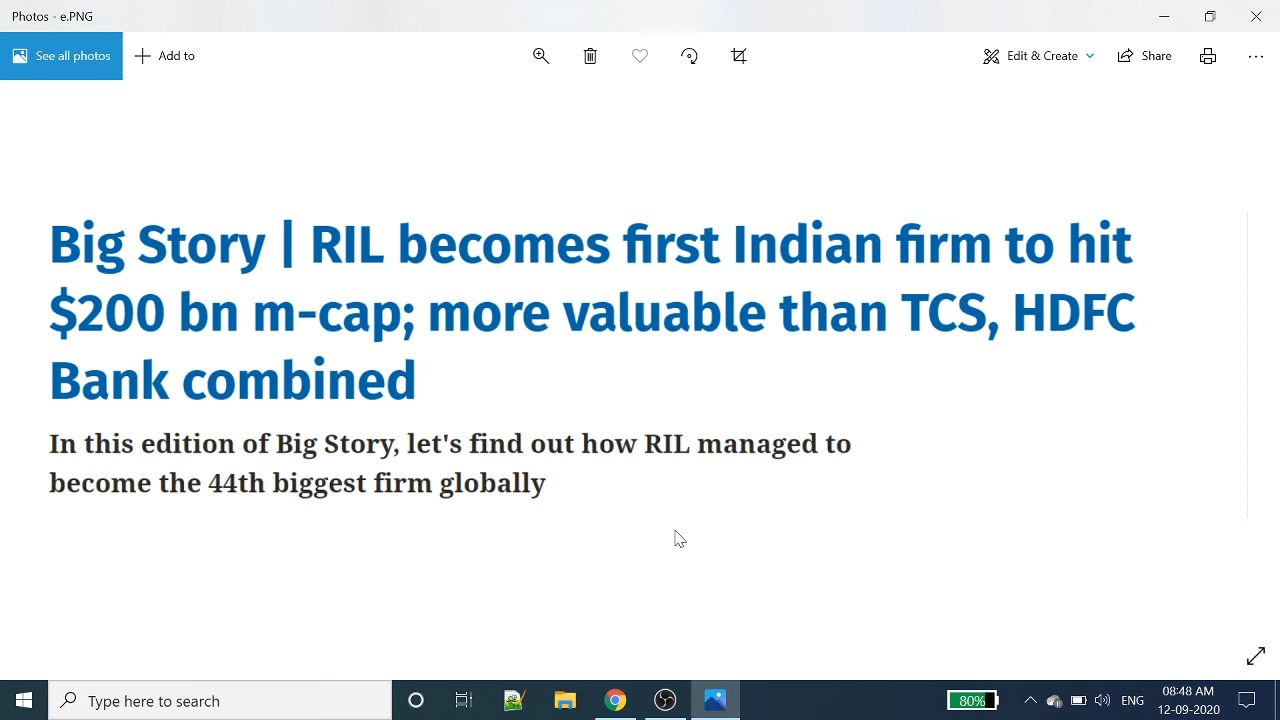 Photos - e.PNG
See all photos
Add to
Edit & Create
Share
Big Story | RIL becomes first Indian firm to hit
$200 bn m-cap; more valuable than TCS, HDFC
Bank combined
In this edition of Big Story, let's find out how RIL managed to
become the 44th biggest firm globally
Type here to search
80%
ENG
08:48 AM
12-09-2020